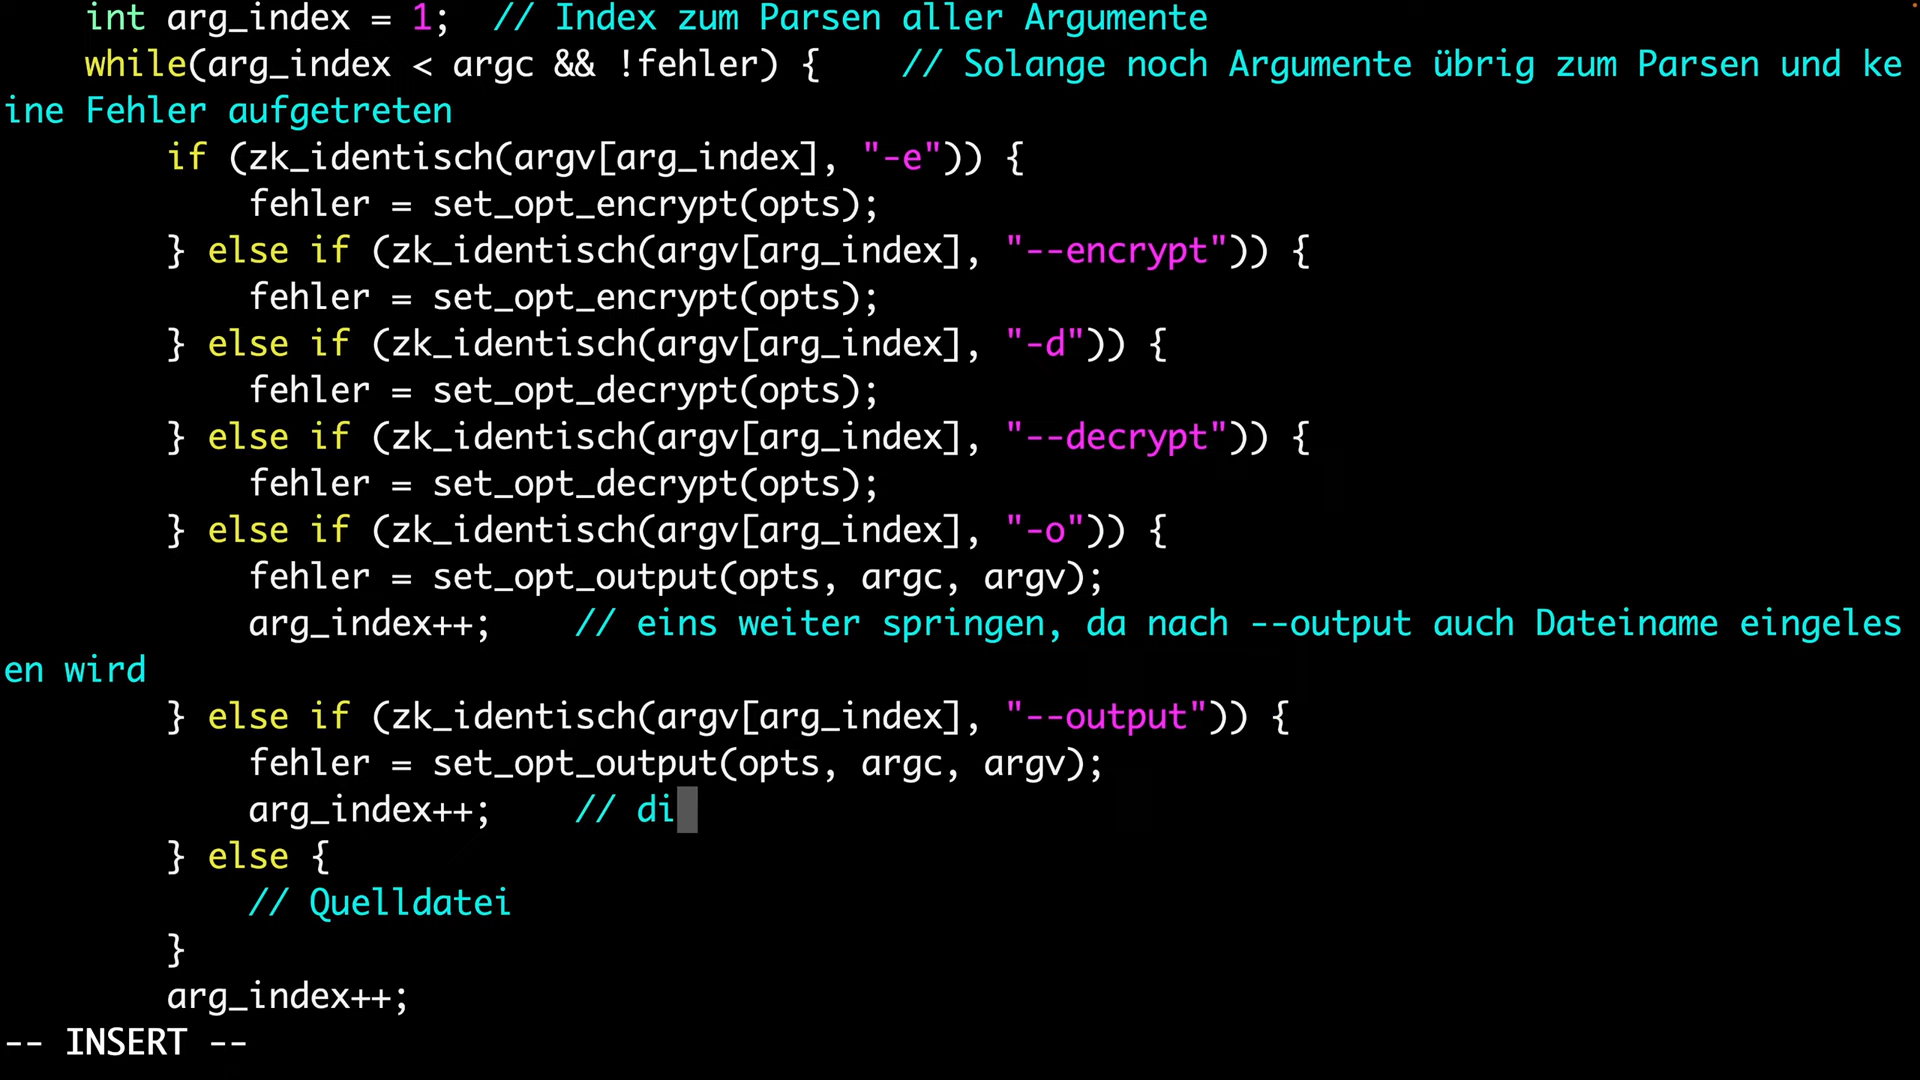 int arg_index = 1;  // Index zum Parsen aller Argumente
    while(arg_index < argc && !fehler) {    // Solange noch Argumente übrig zum Parsen und ke
ine Fehler aufgetreten
        if (zk_identisch(argv[arg_index], "-e")) {
            fehler = set_opt_encrypt(opts);
        } else if (zk_identisch(argv[arg_index], "--encrypt")) {
            fehler = set_opt_encrypt(opts);
        } else if (zk_identisch(argv[arg_index], "-d")) {
            fehler = set_opt_decrypt(opts);
        } else if (zk_identisch(argv[arg_index], "--decrypt")) {
            fehler = set_opt_decrypt(opts);
        } else if (zk_identisch(argv[arg_index], "-o")) {
            fehler = set_opt_output(opts, argc, argv);
            arg_index++;    // eins weiter springen, da nach --output auch Dateiname eingeles
en wird
        } else if (zk_identisch(argv[arg_index], "--output")) {
            fehler = set_opt_output(opts, argc, argv);
            arg_index++;    // di
        } else {
            // Quelldatei
        }
        arg_index++;
-- INSERT --